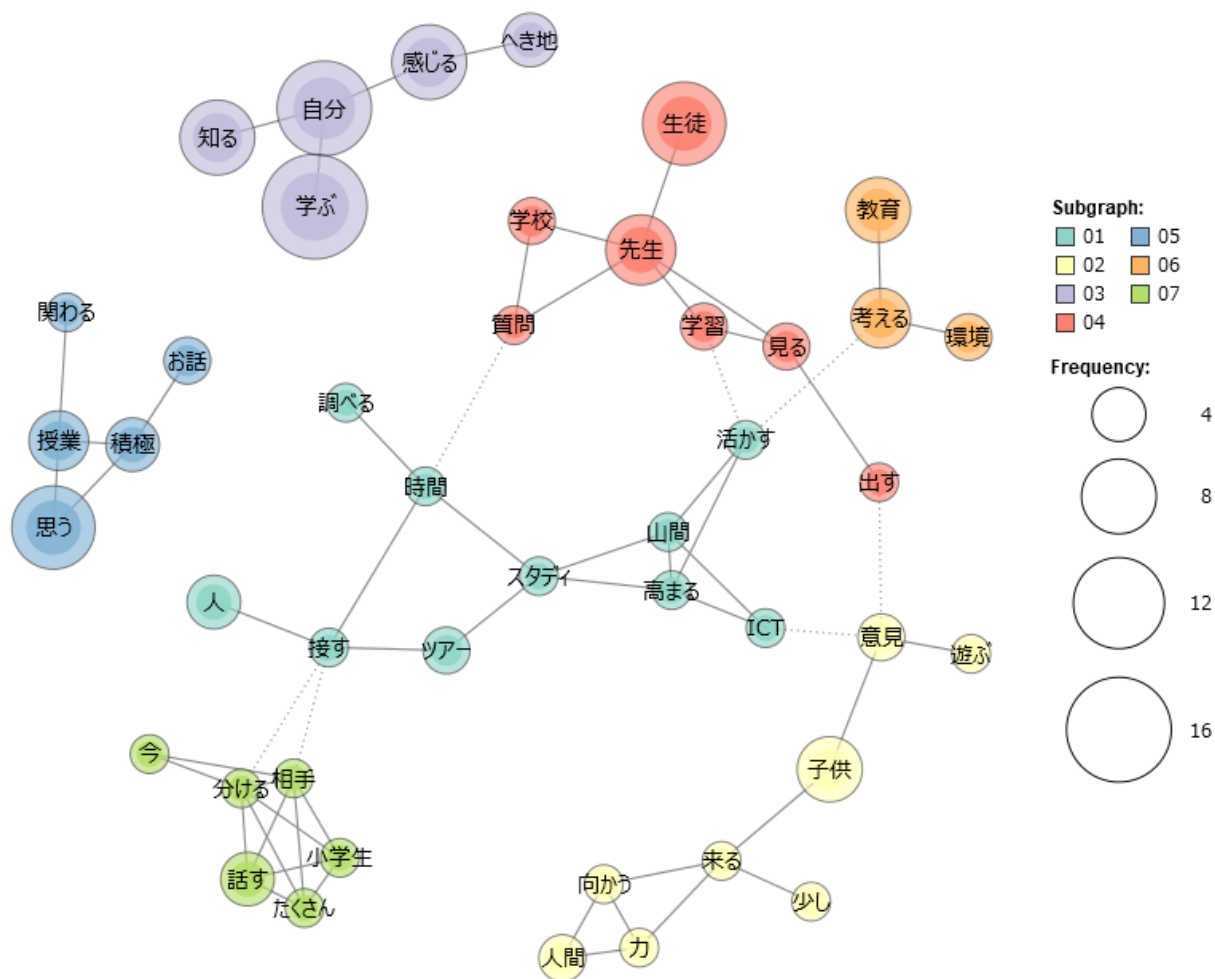 へき地
感じる
自分
知る
学ぶ
生徒
学校
先生
質問
学習
見る
教育
考える
環境
Subgraph:
01 05
02 06
03 07
04
Frequency:
4
8
12
16
関わる
お話
授業
積極
思う
調べる
時間
活かす
出す
山間
スタディ
高まる
ICT
人
接す
ツアー
意見
遊ぶ
今
分ける
相手
小学生
話す
たくさん
子供
来る
向かう
少し
人間
力